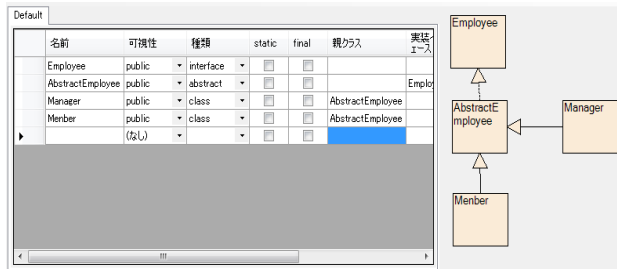 Default
名前 可視性 種類 static final 親クラス 実装イ
ェース
Employee public interface
AbstractEmployee public abstract Employ
Manager public class AbstractEmployee
Menber public class AbstractEmployee
(なし)
Employee
AbstractE
mployee
Manager
Menber